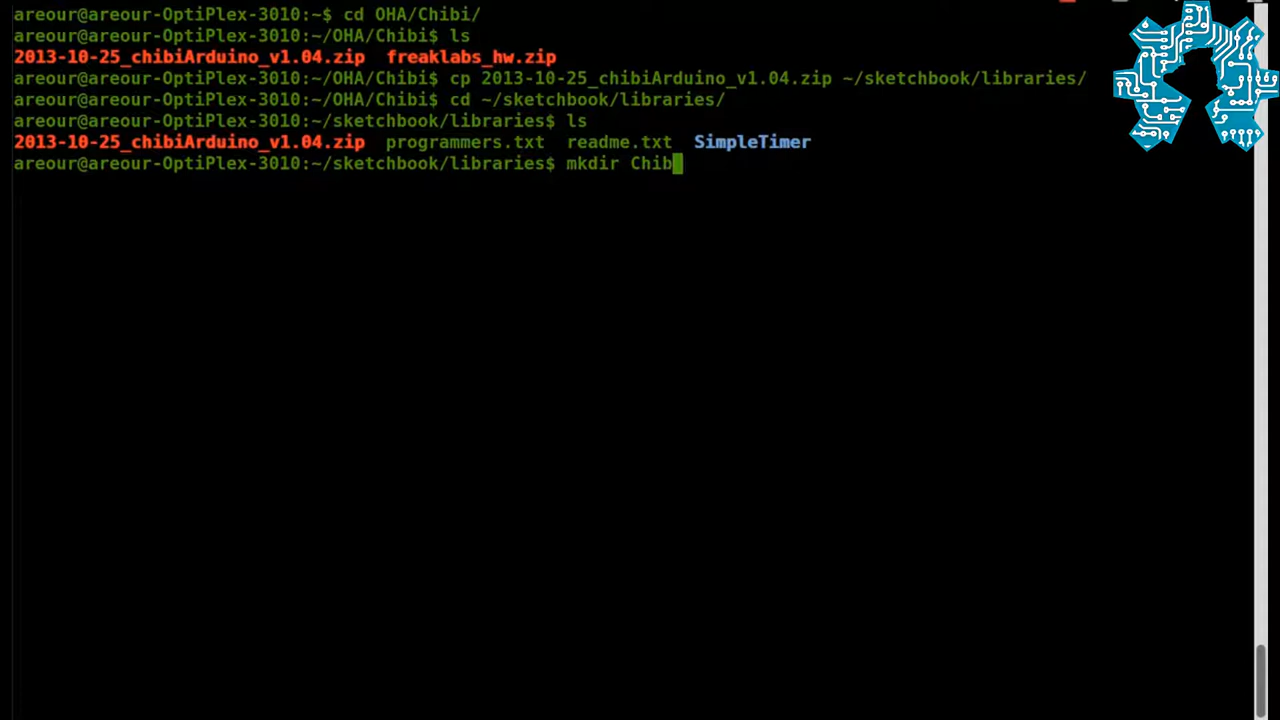 areour@areour-OptiPlex-3010:~$ cd OHA/Chibi/
areour@areour-OptiPlex-3010:~/OHA/Chibi$ ls
2013-10-25_chibiArduino_v1.04.zip  freaklabs_hw.zip
areour@areour-OptiPlex-3010:~/OHA/Chibi$ cp 2013-10-25_chibiArduino_v1.04.zip ~/sketchbook/libraries/
areour@areour-OptiPlex-3010:~/OHA/Chibi$ cd ~/sketchbook/libraries/
areour@areour-OptiPlex-3010:~/sketchbook/libraries$ ls
2013-10-25_chibiArduino_v1.04.zip  programmers.txt  readme.txt  SimpleTimer
areour@areour-OptiPlex-3010:~/sketchbook/libraries$ mkdir Chib